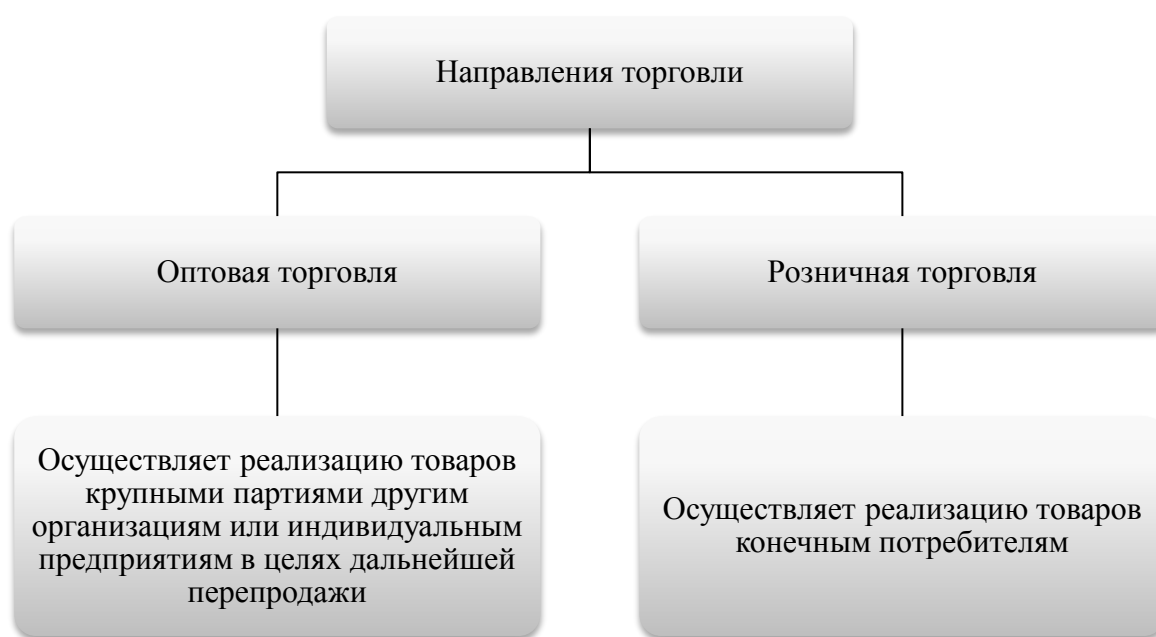 Направления торговли
Оптовая торговля
Розничная торговля
Осуществляет реализацию товаров
крупными партиями другим
организациям или индивидуальным
предприятиям в целях дальнейшей
перепродажи
Осуществляет реализацию товаров
конечным потребителям